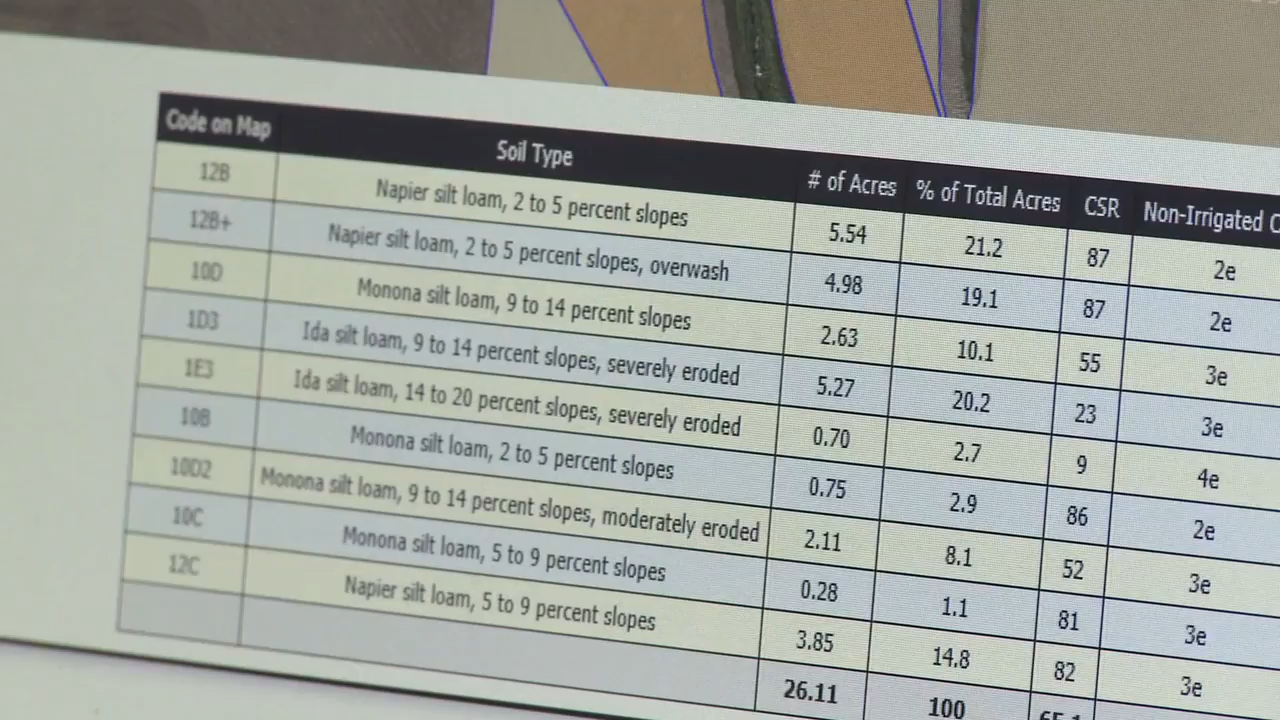 Code on Map Soil Type # of Acres % of Total Acres CSR Non-Irrigated
12B Napier silt loam, 2 to 5 percent slopes 5.54 21.2 87 2e
12B+ Napier silt loam, 2 to 5 percent slopes, overwash 4.98 19.1 87 2e
10D Monona silt loam, 9 to 14 percent slopes 2.63 10.1 55 3e
1D3 Ida silt loam, 9 to 14 percent slopes, severely eroded 5.27 20.2 23 3e
1E3 Ida silt loam, 14 to 20 percent slopes, severely eroded 0.70 2.7 9 4e
10B Monona silt loam, 2 to 5 percent slopes 0.75 2.9 86 2e
10D2 Monona silt loam, 9 to 14 percent slopes, moderately eroded 2.11 8.1 52 3e
10C Monona silt loam, 5 to 9 percent slopes 0.28 1.1 81 3e
12C Napier silt loam, 5 to 9 percent slopes 3.85 14.8 82 3e
26.11 100